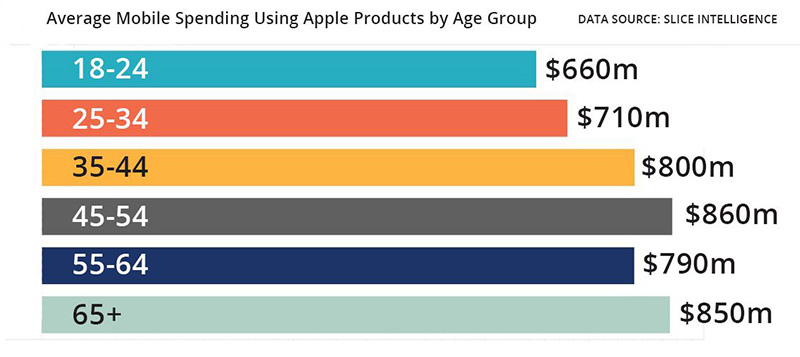 Average Mobile Spending Using Apple Products by Age Group DATA SOURCE: SLICE INTELLIGENCE
18-24 $660m
25-34 $710m
35-44 $800m
45-54 $860m
55-64 $790m
65+ $850m